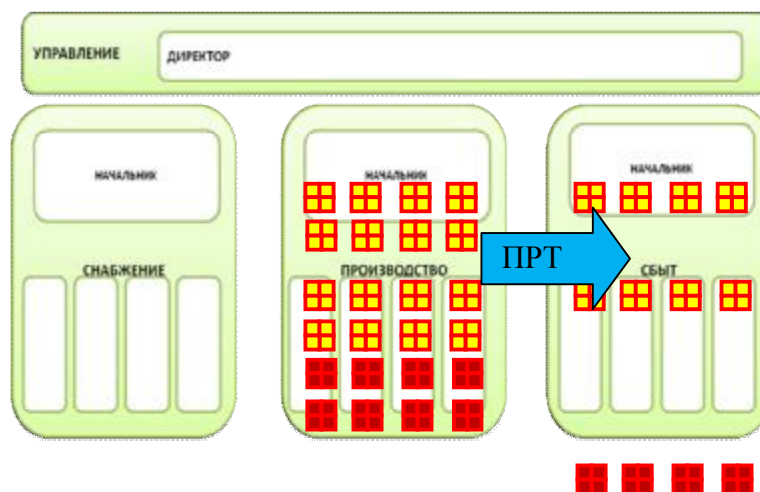 УПРАВЛЕНИЕ
ДИРЕКТОР
НАЧАЛЬНИК
НАЧАЛЬНИК
НАЧАЛЬНИК
ПРТ
СНАБЖЕНИЕ
ПРОИЗВОДСТВО
СБЫТ